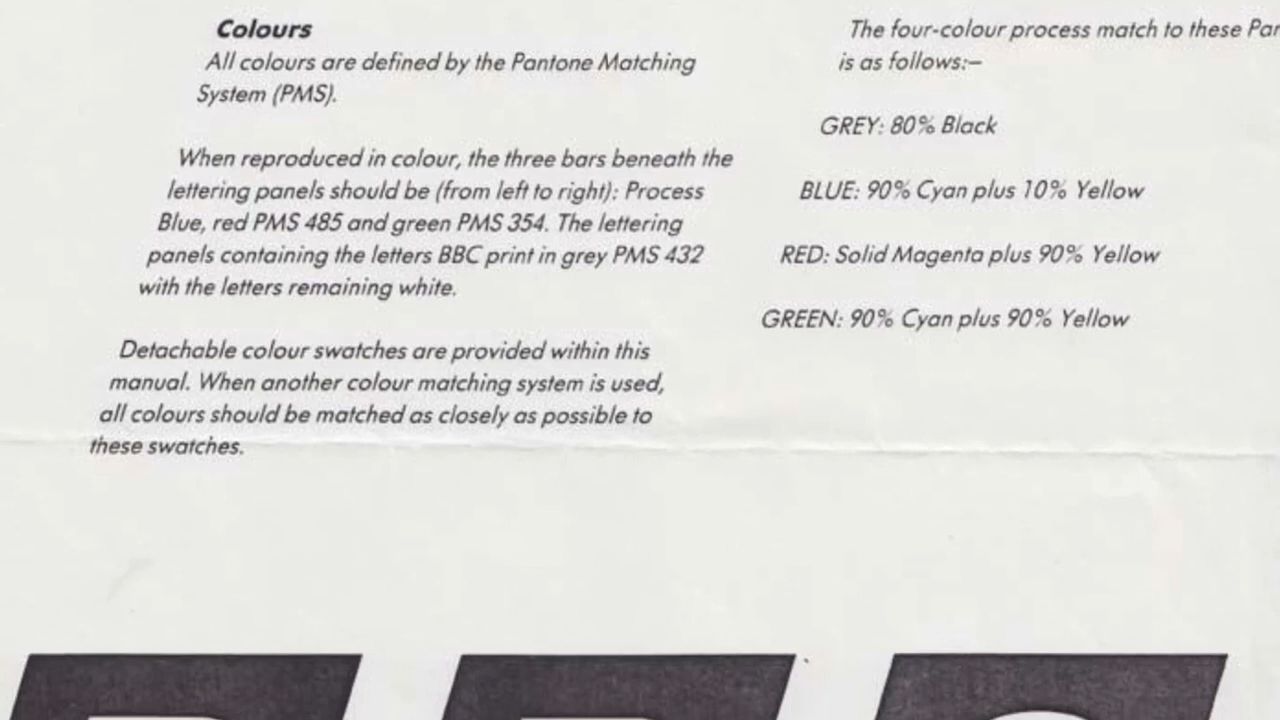 Colours
All colours are defined by the Pantone Matching
System (PMS).
When reproduced in colour, the three bars beneath the
lettering panels should be (from left to right): Process
Blue, red PMS 485 and green PMS 354. The lettering
panels containing the letters BBC print in grey PMS 432
with the letters remaining white.
Detachable colour swatches are provided within this
manual. When another colour matching system is used,
all colours should be matched as closely as possible to
these swatches.
The four-colour process match to these
is as follows:–
GREY: 80% Black
BLUE: 90% Cyan plus 10% Yellow
RED: Solid Magenta plus 90% Yellow
GREEN: 90% Cyan plus 90% Yellow